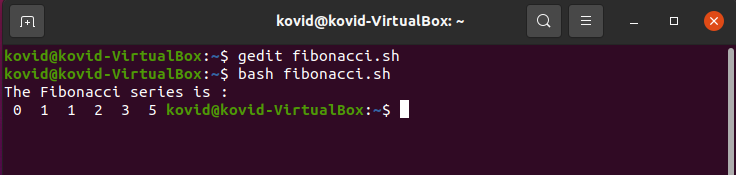 kovid@kovid-VirtualBox: ~
kovid@kovid-VirtualBox:~$ gedit fibonacci.sh
kovid@kovid-VirtualBox:~$ bash fibonacci.sh
The Fibonacci series is :
 0  1  1  2  3  5 kovid@kovid-VirtualBox:~$